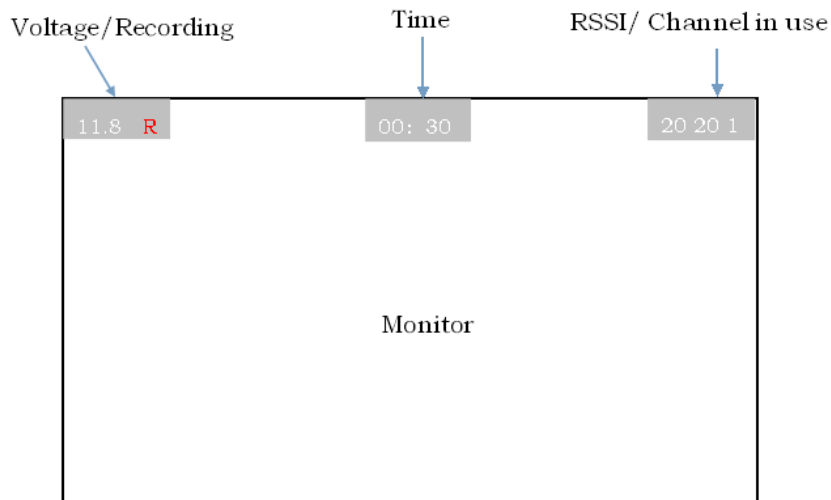 Voltage/Recording
Time
RSSI/ Channel in use
11.8 R
00: 30
20 20 1
Monitor